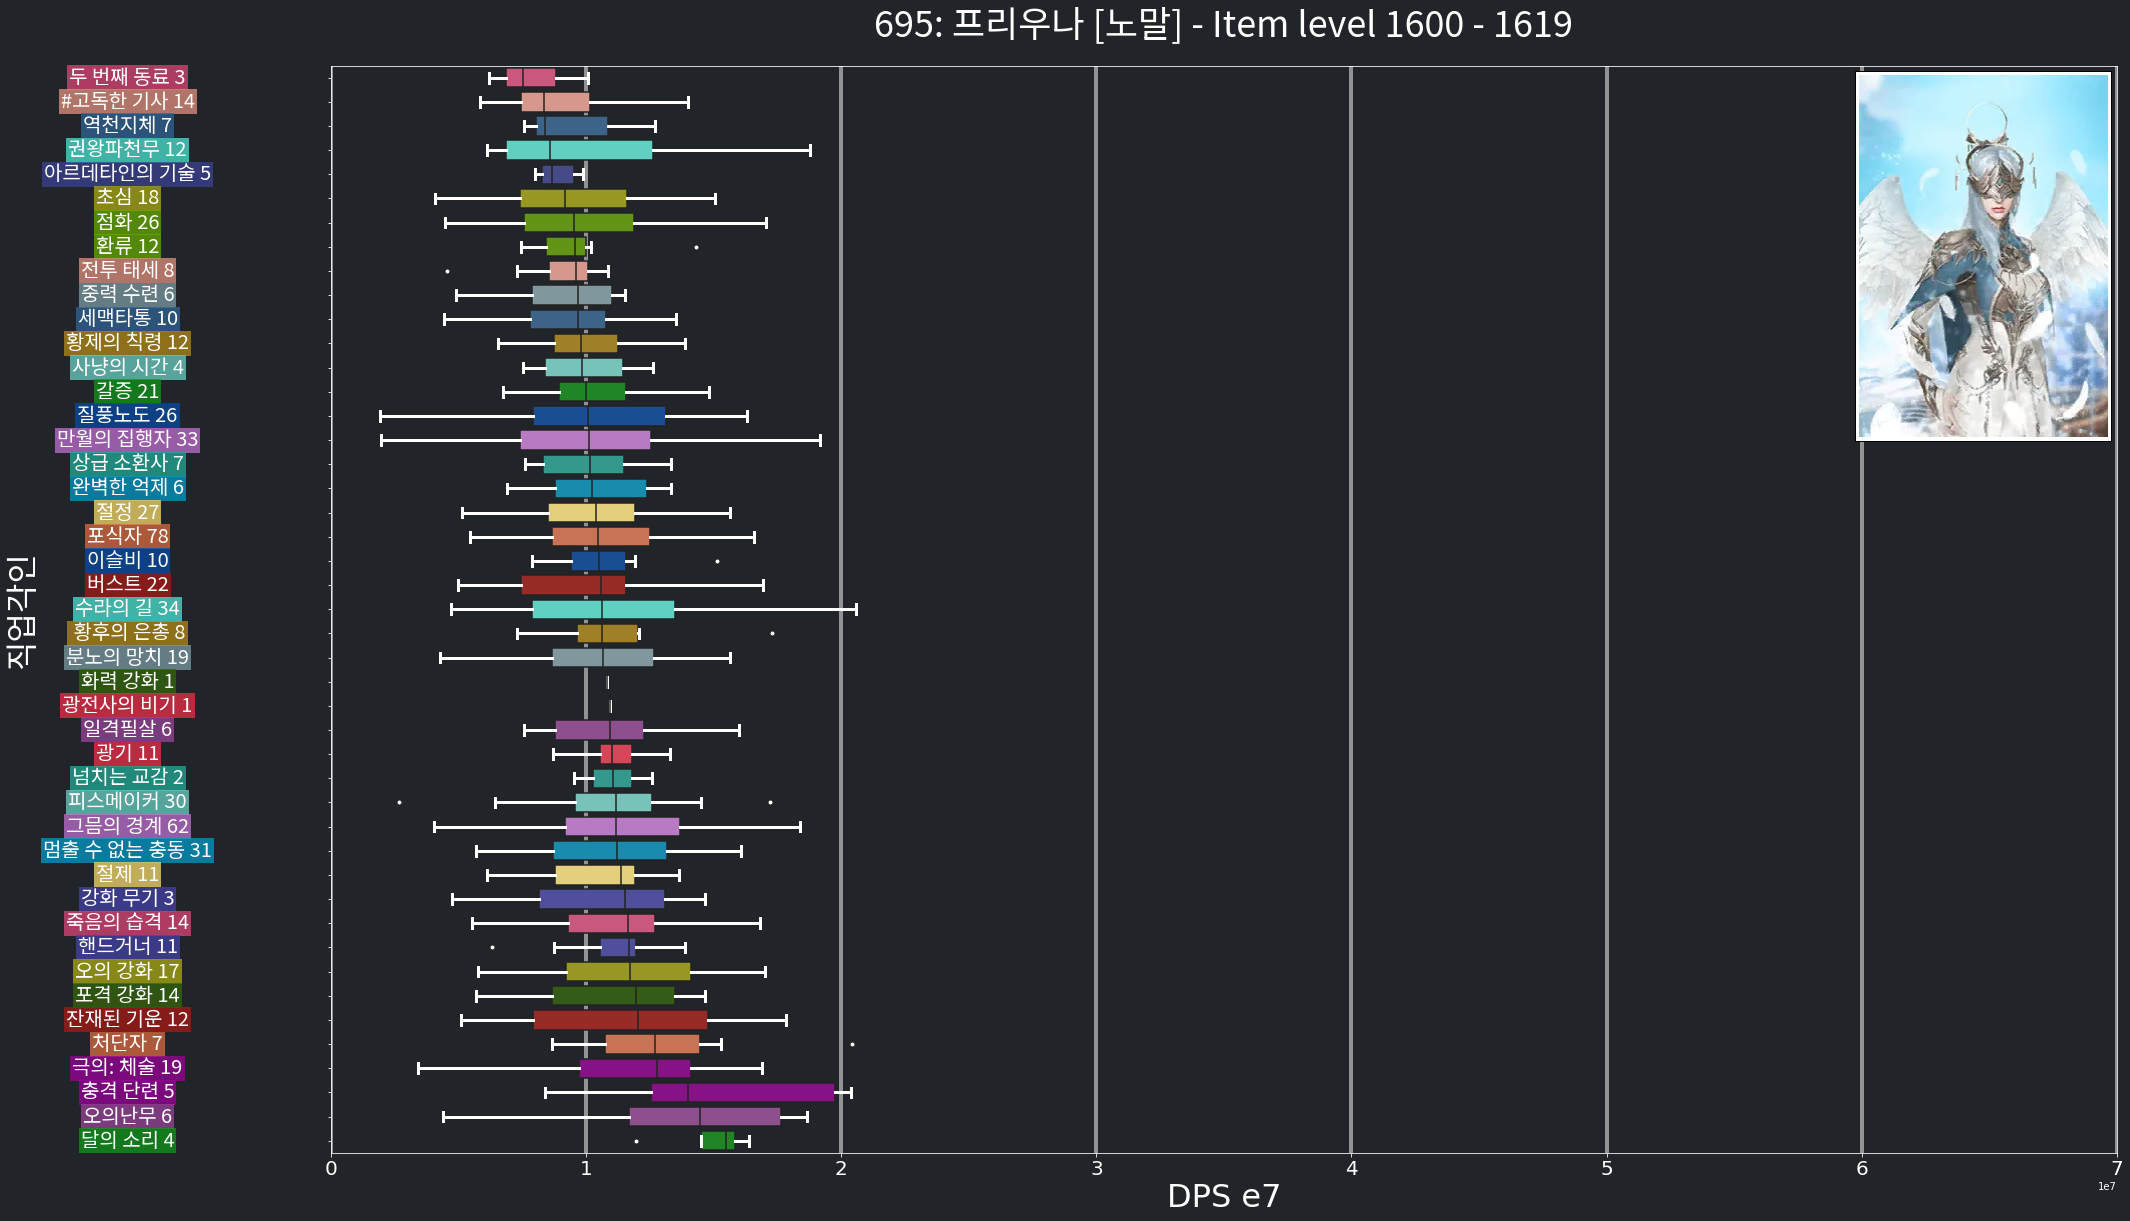 695: 프리우나 [노말] - Item level 1600 - 1619
두 번째 동료 3
#고독한 기사 14
역천지체 7
권왕파천무 12
아르데타인의 기술 5
초심 18
점화 26
환류 12
전투 태세 8
중력 수련 6
세맥타통 10
황제의 칙령 12
사냥의 시간 4
갈증 21
질풍노도 26
만월의 집행자 33
상급 소환사 7
완벽한 억제 6
절정 27
포식자 78
이슬비 10
버스트 22
수라의 길 34
황후의 은총 8
분노의 망치 19
화력 강화 1
광전사의 비기 1
일격필살 6
광기 11
넘치는 교감 2
피스메이커 30
그믐의 경계 62
멈출 수 없는 충동 31
절제 11
강화 무기 3
죽음의 습격 14
핸드거너 11
오의 강화 17
포격 강화 14
잔재된 기운 12
처단자 7
극의: 체술 19
충격 단련 5
오의난무 6
달의 소리 4
직업각인
0 1 2 3 4 5 6 7
1e7
DPS e7